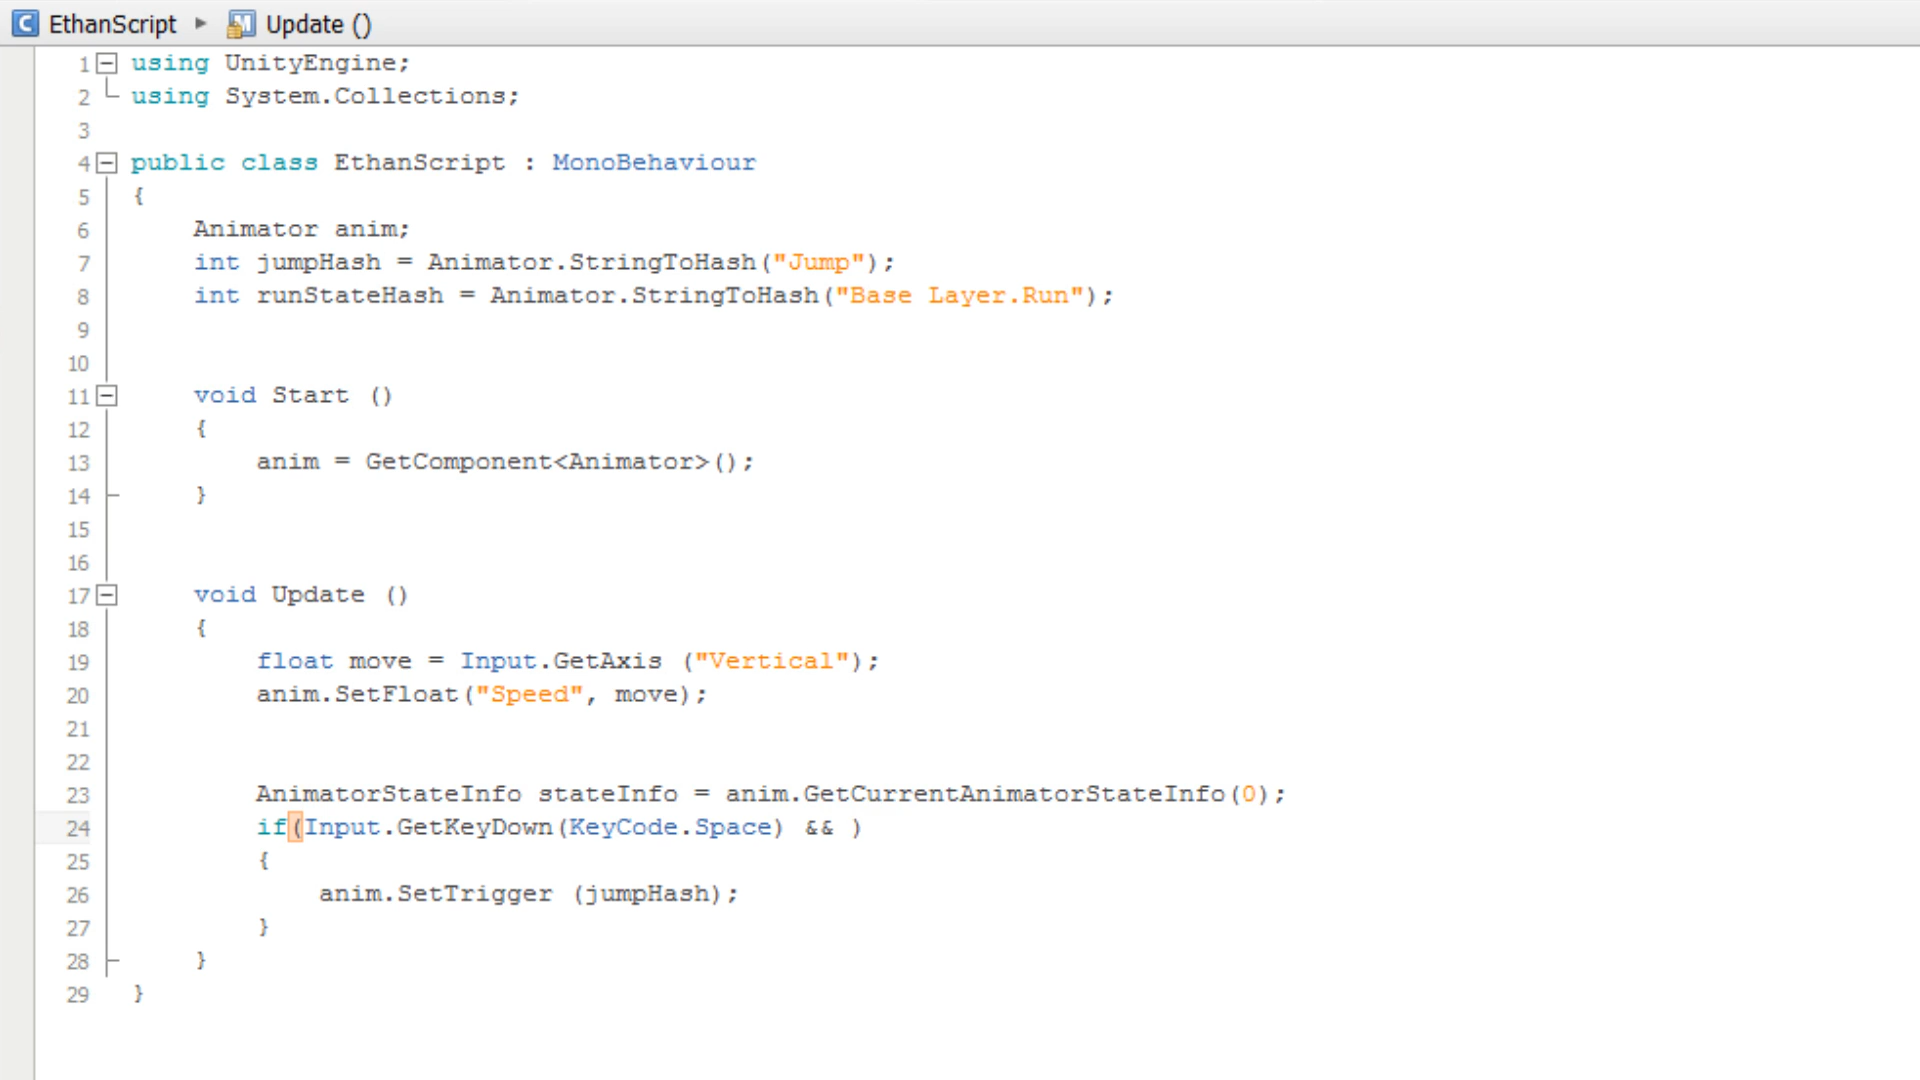 EthanScript ▸ Update ()
1 using UnityEngine;
2 using System.Collections;
3
4 public class EthanScript : MonoBehaviour
5 {
6     Animator anim;
7     int jumpHash = Animator.StringToHash("Jump");
8     int runStateHash = Animator.StringToHash("Base Layer.Run");
9
10
11     void Start ()
12     {
13         anim = GetComponent<Animator>();
14     }
15
16
17     void Update ()
18     {
19         float move = Input.GetAxis ("Vertical");
20         anim.SetFloat("Speed", move);
21
22
23         AnimatorStateInfo stateInfo = anim.GetCurrentAnimatorStateInfo(0);
24         if(Input.GetKeyDown(KeyCode.Space) && )
25         {
26             anim.SetTrigger (jumpHash);
27         }
28     }
29 }